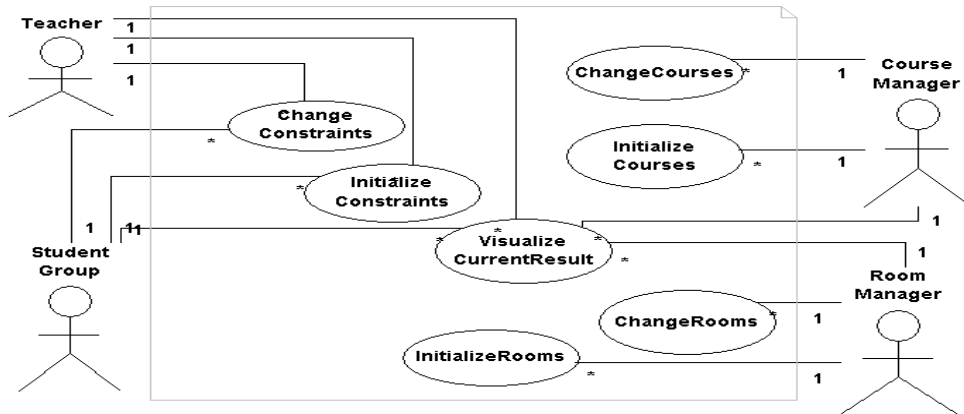 Teacher
1
1
1
Change
Constraints
*
Initialize
Constraints
*
*
1
11
Student
Group
Visualize
CurrentResult
*
*
*
*
ChangeCourses
*
1
Course
Manager
Initialize
Courses
*
1
1
1
Room
Manager
ChangeRooms
*
1
InitializeRooms
*
1